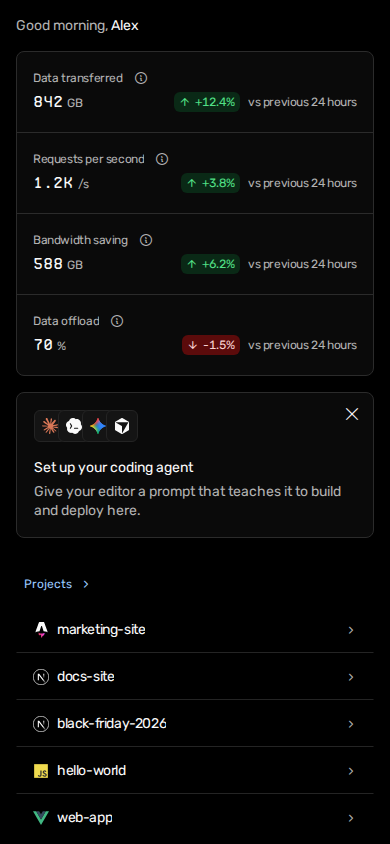 Good morning, Alex
Data transferred
842 GB
+12.4%
vs previous 24 hours
Requests per second
1.2K /s
+3.8%
vs previous 24 hours
Bandwidth saving
588 GB
+6.2%
vs previous 24 hours
Data offload
70 %
-1.5%
vs previous 24 hours
Set up your coding agent
Give your editor a prompt that teaches it to build
and deploy here.
Projects
marketing-site
docs-site
black-friday-2026
JS
hello-world
web-app